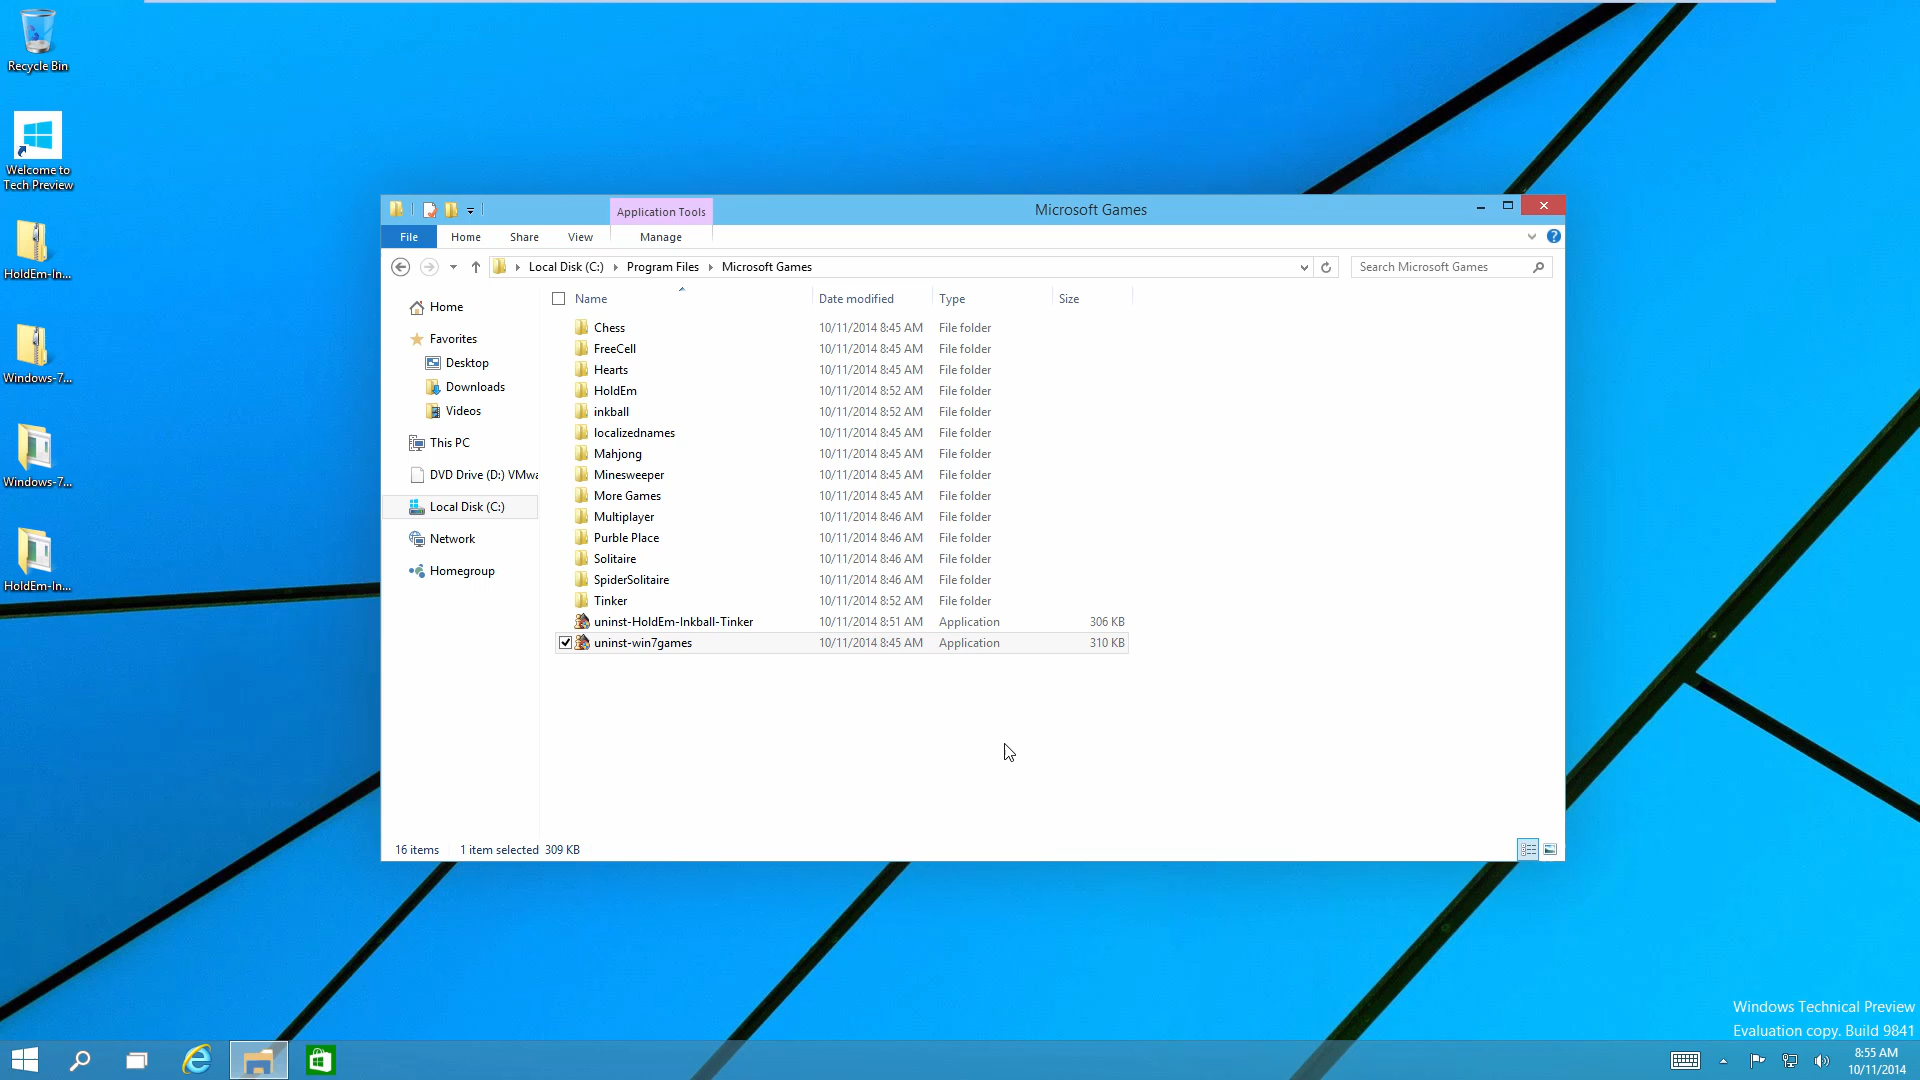 Recycle Bin
Welcome to
Tech Preview
HoldEm-In...
Windows-7...
Windows-7...
HoldEm-In...
Application Tools
Microsoft Games
File
Home
Share
View
Manage
Local Disk (C:)
Program Files
Microsoft Games
Search Microsoft Games
Home
Favorites
Desktop
Downloads
Videos
This PC
DVD Drive (D:) VMwa
Local Disk (C:)
Network
Homegroup
Name Date modified Type Size
Chess 10/11/2014 8:45 AM File folder
FreeCell 10/11/2014 8:45 AM File folder
Hearts 10/11/2014 8:45 AM File folder
HoldEm 10/11/2014 8:52 AM File folder
inkball 10/11/2014 8:52 AM File folder
localizednames 10/11/2014 8:45 AM File folder
Mahjong 10/11/2014 8:45 AM File folder
Minesweeper 10/11/2014 8:45 AM File folder
More Games 10/11/2014 8:45 AM File folder
Multiplayer 10/11/2014 8:46 AM File folder
Purble Place 10/11/2014 8:46 AM File folder
Solitaire 10/11/2014 8:46 AM File folder
SpiderSolitaire 10/11/2014 8:46 AM File folder
Tinker 10/11/2014 8:52 AM File folder
uninst-HoldEm-Inkball-Tinker 10/11/2014 8:51 AM Application 306 KB
uninst-win7games 10/11/2014 8:45 AM Application 310 KB
16 items 1 item selected 309 KB
Windows Technical Preview
Evaluation copy. Build 9841
8:55 AM
10/11/2014